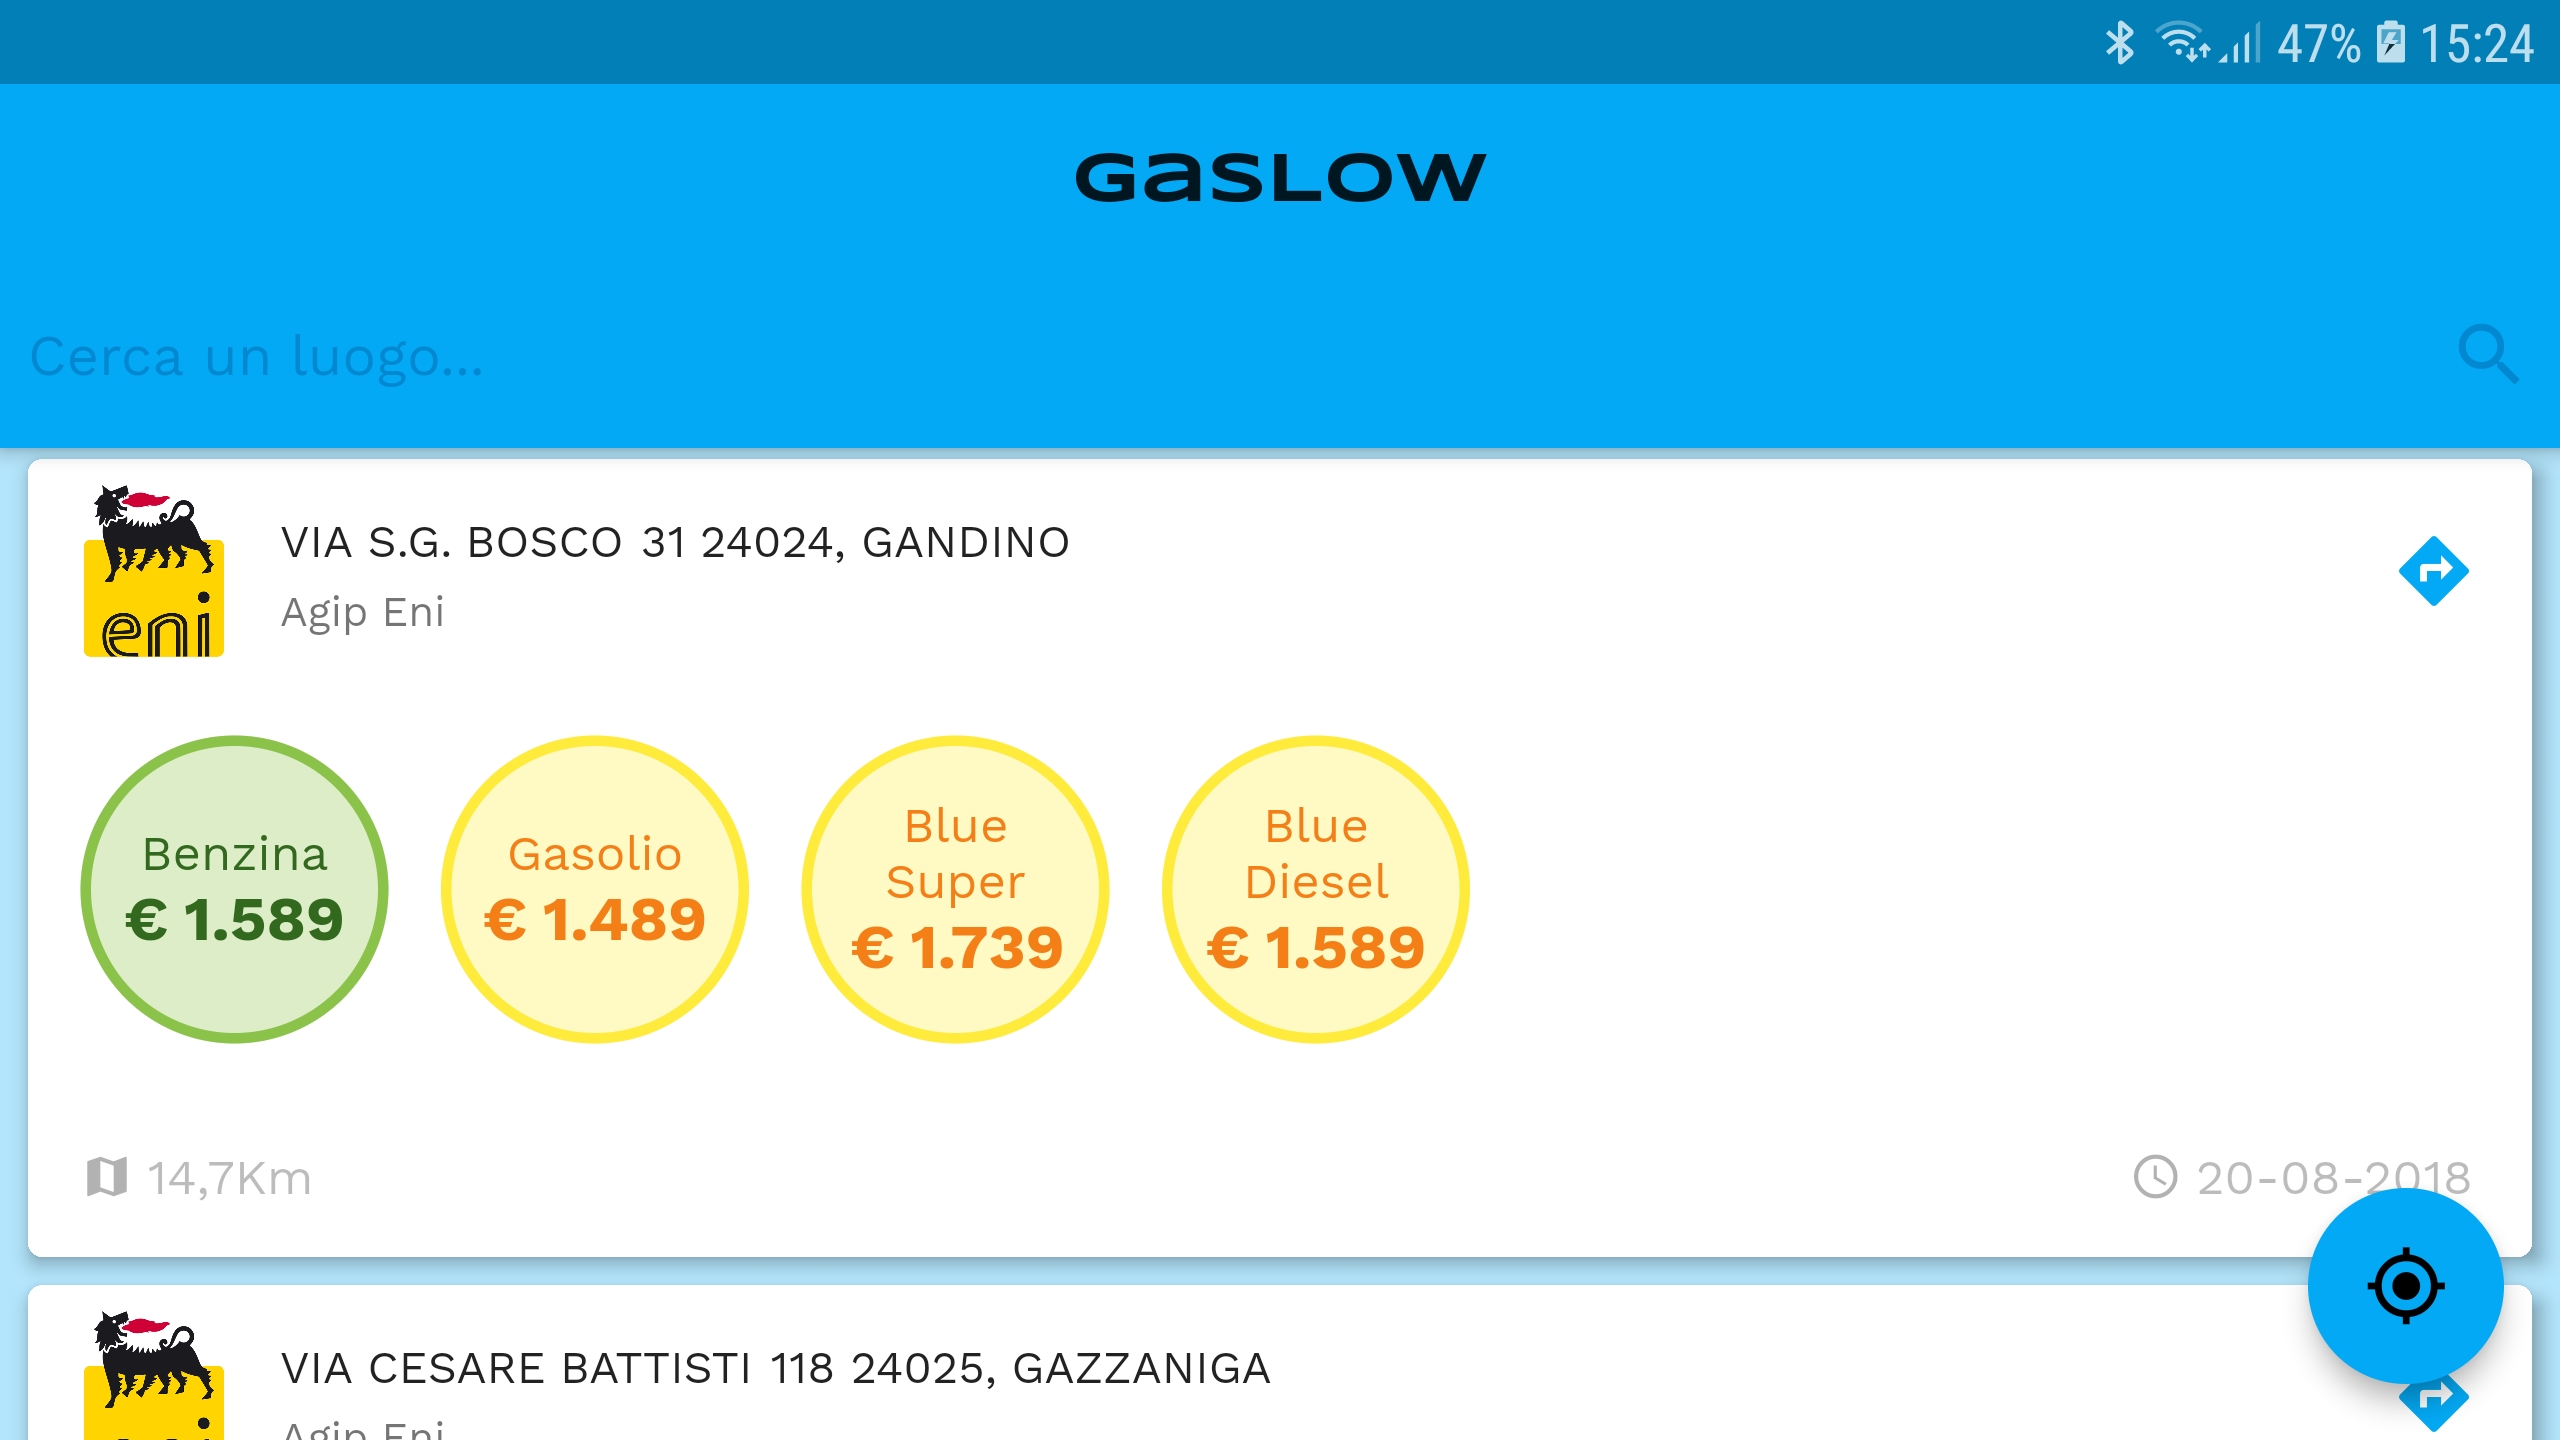 47% 15:24
GasLow
Cerca un luogo...
eni
VIA S.G. BOSCO 31 24024, GANDINO
Agip Eni
Benzina
€ 1.589
Gasolio
€ 1.489
Blue
Super
€ 1.739
Blue
Diesel
€ 1.589
14,7Km
20-08-2018
VIA CESARE BATTISTI 118 24025, GAZZANIGA
Agip Eni